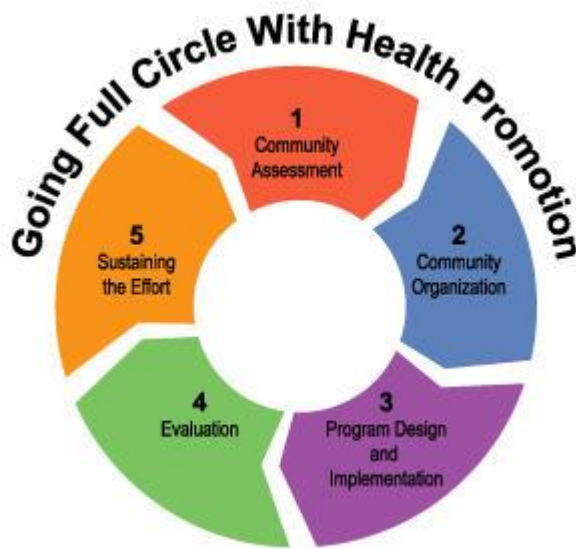 Going Full Circle With Health Promotion
1
Community
Assessment
2
Community
Organization
3
Program Design
and
Implementation
4
Evaluation
5
Sustaining
the Effort